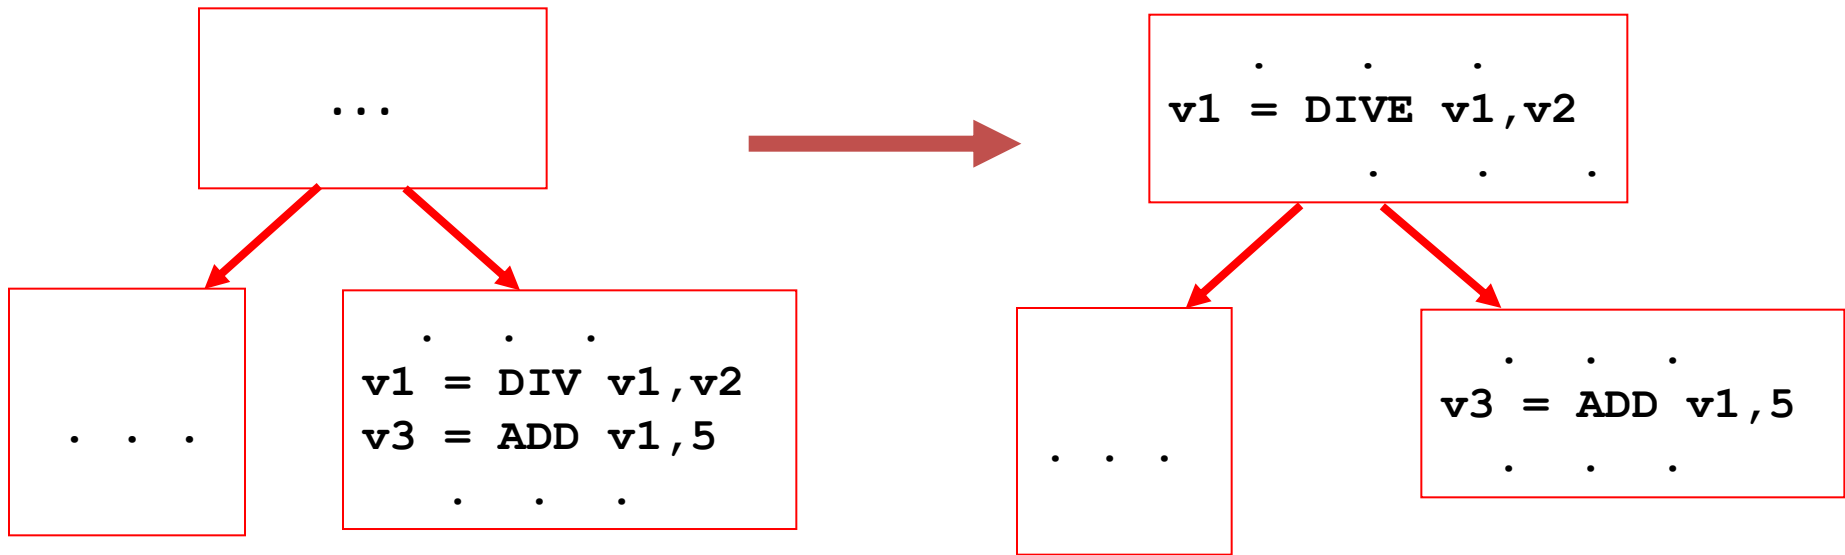 ...
. . .
. . .
v1 = DIV v1,v2
v3 = ADD v1,5
. . .
. . .
v1 = DIVE v1,v2
. . .
. . .
. . .
v3 = ADD v1,5
. . .